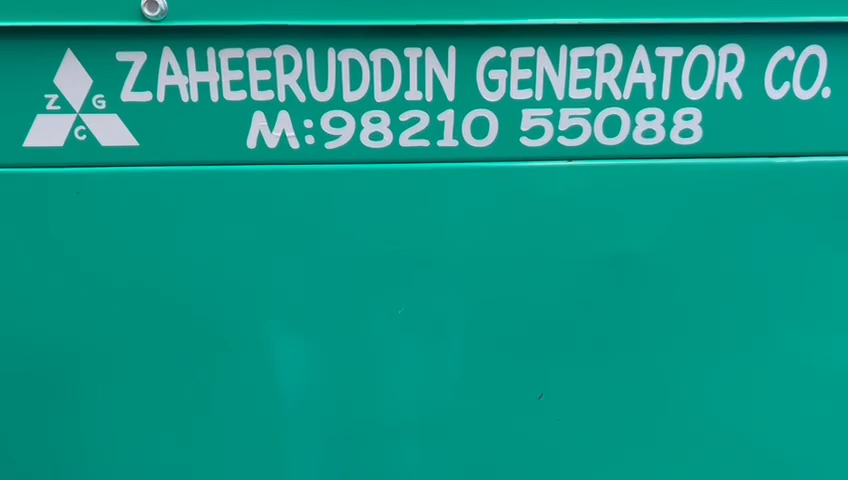 ZAHEERUDDIN GENERATOR CO.
Z G
C
M:98210 55088